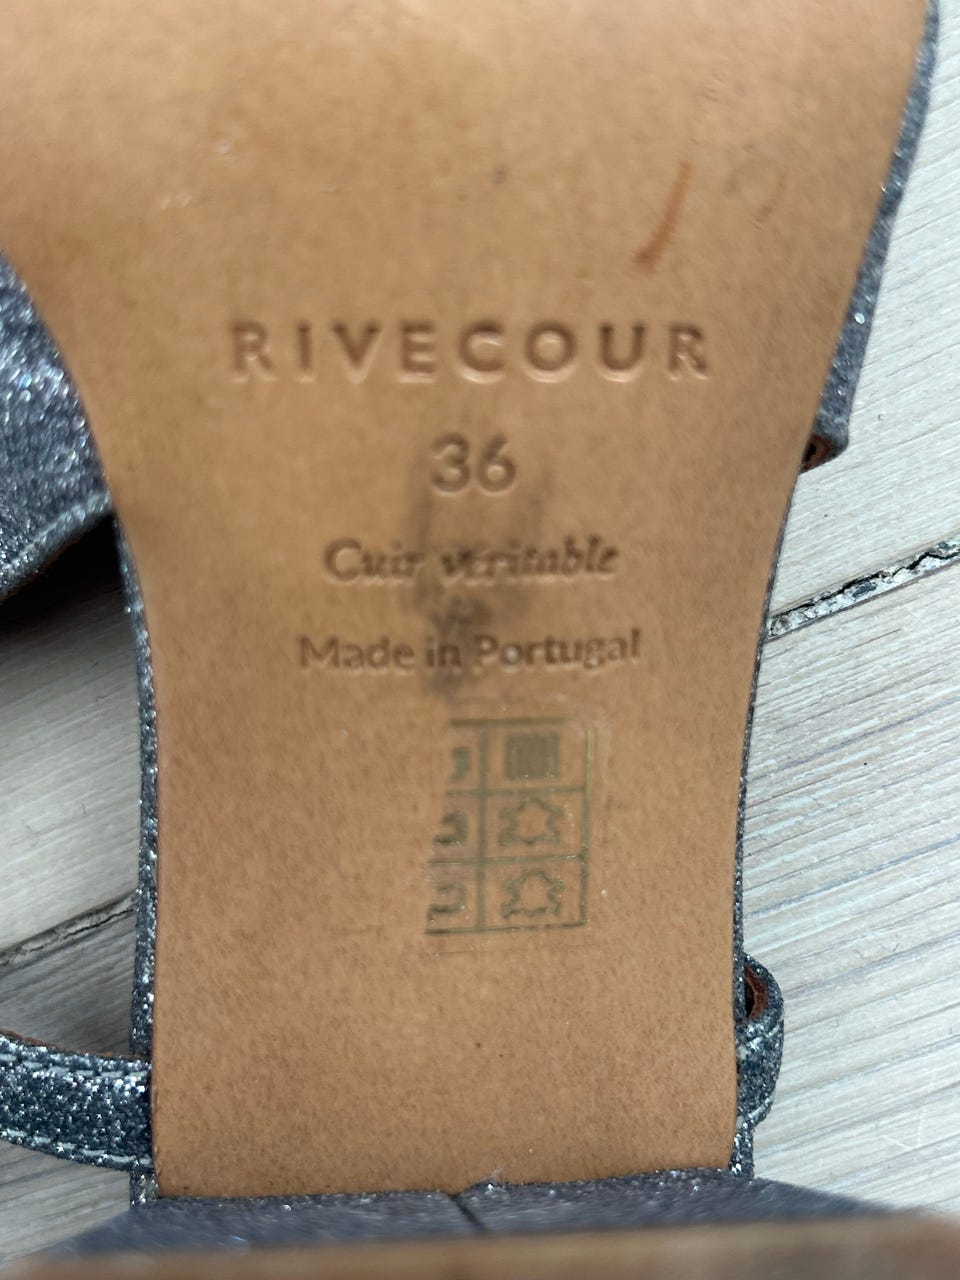 RIVECOUR
36
Cuir véritable
Made in Portugal